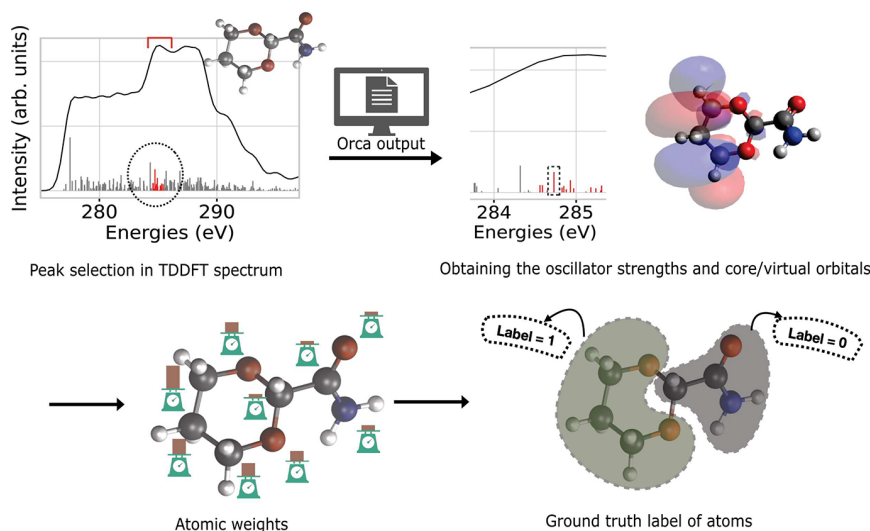 Intensity (arb. units)
280 290
Energies (eV)
Peak selection in TDDFT spectrum
Orca output
284 285
Energies (eV)
Obtaining the oscillator strengths and core/virtual orbitals
Atomic weights
Label = 1
Label = 0
Ground truth label of atoms